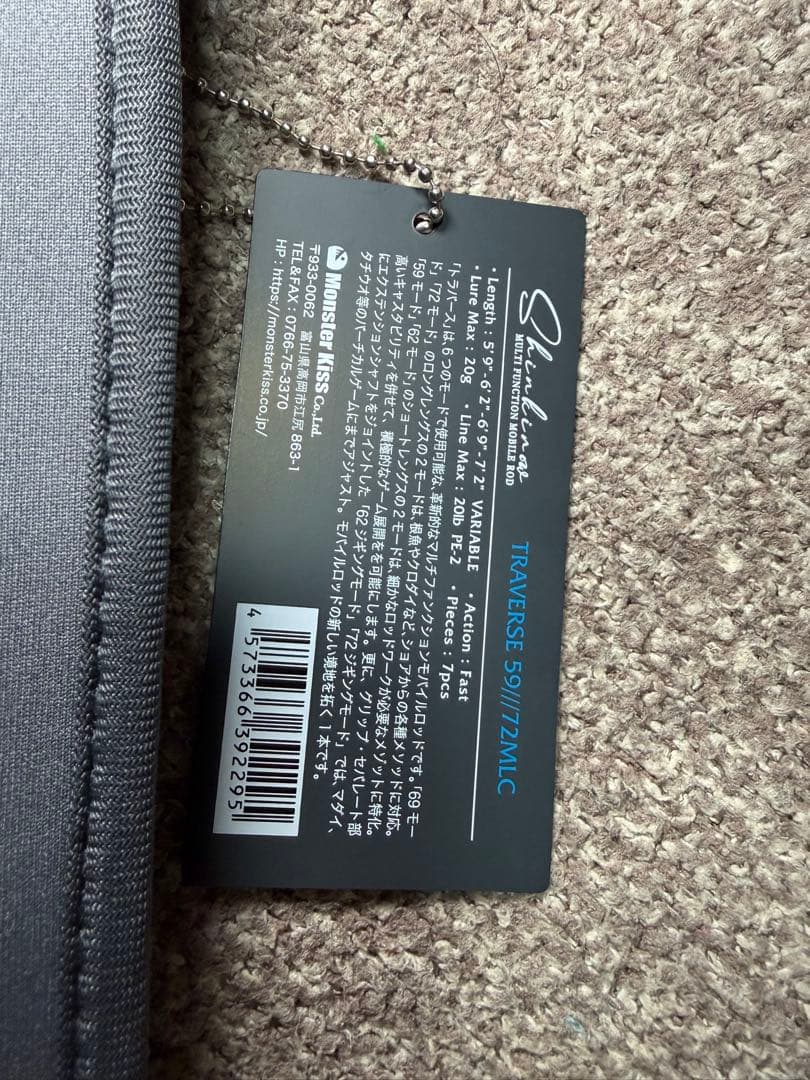 Shinkinos
MULTI FUNCTION MOBILE ROD
TRAVERSE 59///72MLC
• Length : 5'9"-6'2"-6'9"-7'2" VARIABLE • Action : Fast
• Lure Max : 20g • Line Max : 20lb PE-2 • Pieces : 7pcs
「トラバース」は、6つのモードで使用可能な、革新的なマルチファンクションモバイルロッドです。「69 モー
ド」「72 モード」のロングレングスの2モードは、根魚やクロダイなど、ショアからの各種メソッドに対応。
「59 モード」「62 モード」のショートレングスの2モードは、細かなロッドワークが必要なメソッドに特化。
高いキャスタビリティを併せて、積極的なゲーム展開をを可能にします。更に、グリップ・セパレート部
にエクステンションシャフトをジョイントした「62 ジギングモード」「72 ジギングモード」では、マダイ、
タチウオ等のバーチカルゲームにまでアジャスト。モバイルロッドの新しい境地を拓く1本です。
Monster Kiss Co.,Ltd.
〒933-0062 富山県高岡市江尻 863-1
TEL&FAX : 0766-75-3370
HP : https://monsterkiss.co.jp/
4 573366 392295